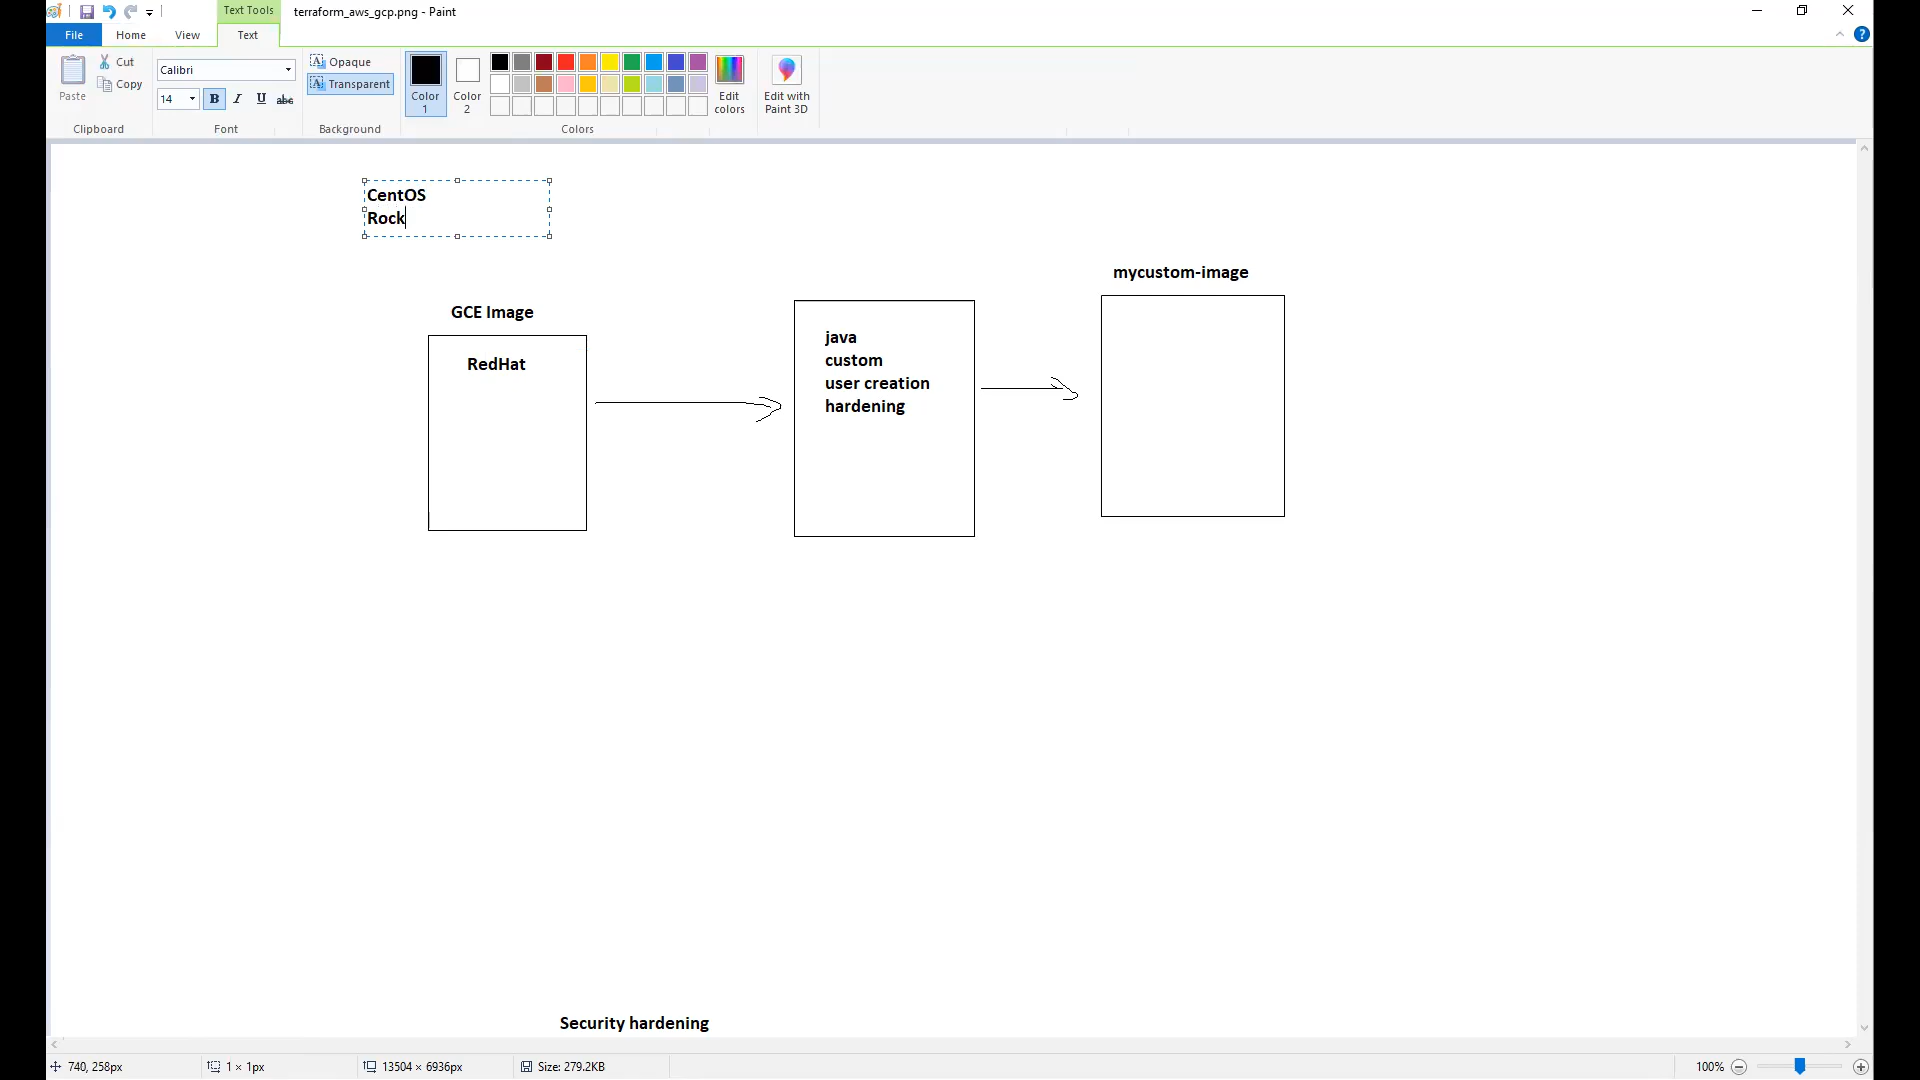 Text Tools
terraform_aws_gcp.png - Paint
File
Home
View
Text
Paste
Cut
Copy
Clipboard
Calibri
14
B
I
U
abc
Font
Opaque
Transparent
Background
Color
1
Color
2
Edit
colors
Colors
Edit with
Paint 3D
CentOS
Rock
mycustom-image
GCE Image
RedHat
java
custom
user creation
hardening
Security hardening
740, 258px
1 × 1px
13504 × 6936px
Size: 279.2KB
100%